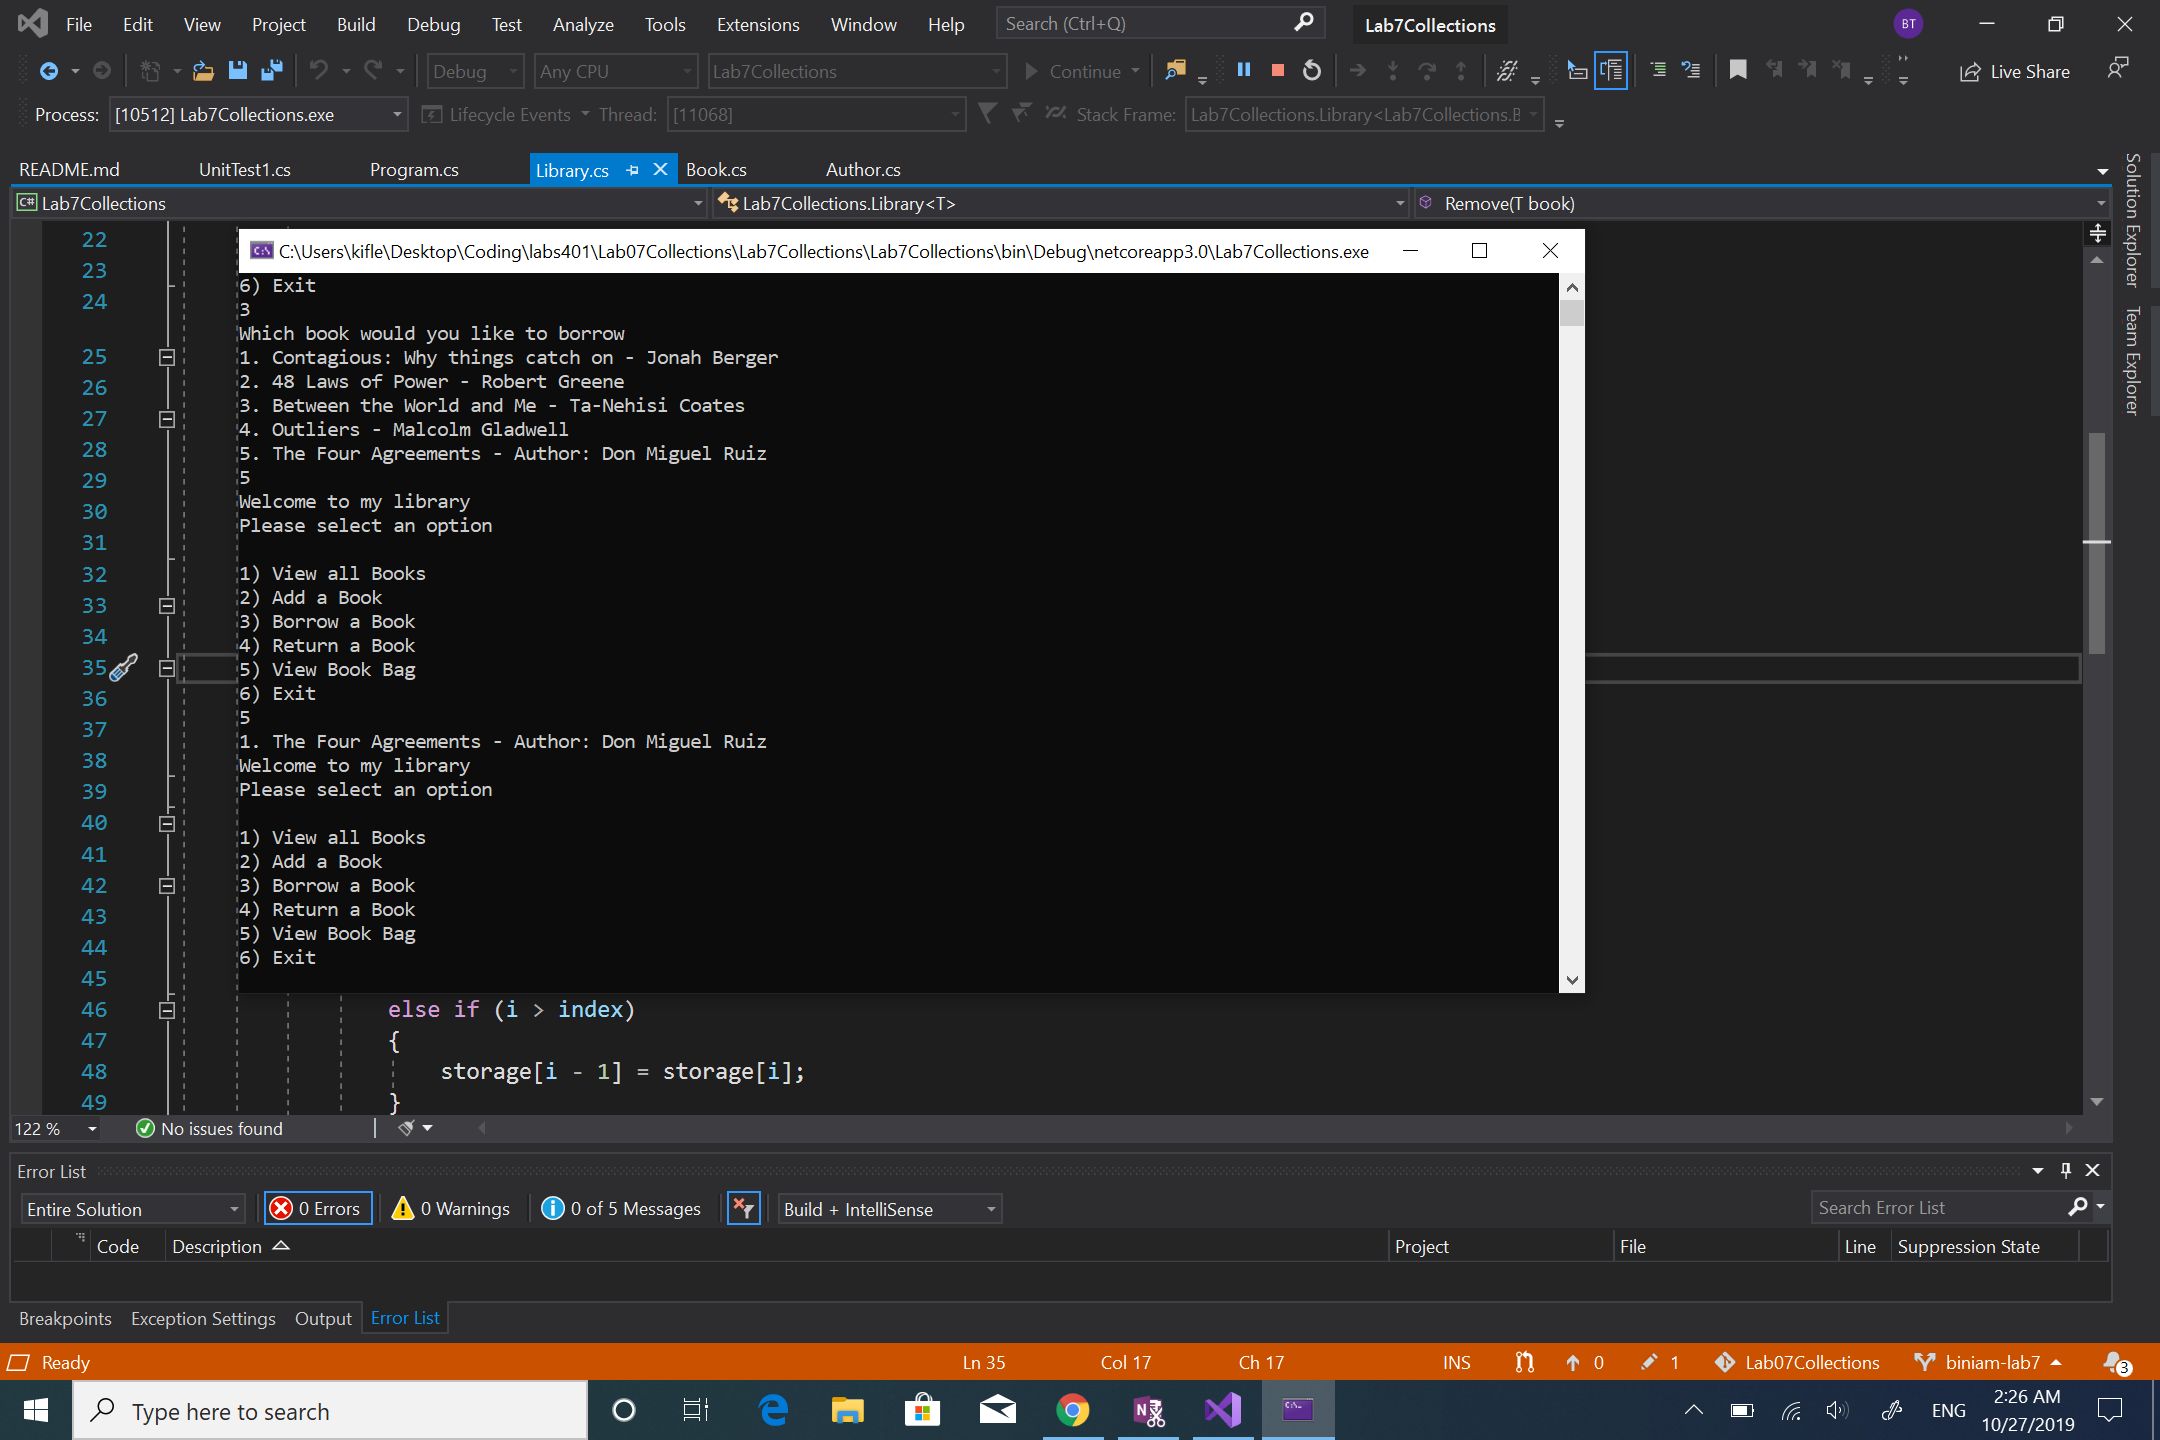 File Edit View Project Build Debug Test Analyze Tools Extensions Window Help Search (Ctrl+Q) Lab7Collections BT
Debug Any CPU Lab7Collections Continue Live Share
Process: [10512] Lab7Collections.exe Lifecycle Events Thread: [11068] Stack Frame: Lab7Collections.Library<Lab7Collections.B
README.md UnitTest1.cs Program.cs Library.cs Book.cs Author.cs
C# Lab7Collections Lab7Collections.Library<T> Remove(T book)
Solution Explorer
Team Explorer
22
23
24
25
26
27
28
29
30
31
32
33
34
35
36
37
38
39
40
41
42
43
44
45
C:\Users\kifle\Desktop\Coding\labs401\Lab07Collections\Lab7Collections\Lab7Collections\bin\Debug\netcoreapp3.0\Lab7Collections.exe
6) Exit
3
Which book would you like to borrow
1. Contagious: Why things catch on - Jonah Berger
2. 48 Laws of Power - Robert Greene
3. Between the World and Me - Ta-Nehisi Coates
4. Outliers - Malcolm Gladwell
5. The Four Agreements - Author: Don Miguel Ruiz
5
Welcome to my library
Please select an option
1) View all Books
2) Add a Book
3) Borrow a Book
4) Return a Book
5) View Book Bag
6) Exit
5
1. The Four Agreements - Author: Don Miguel Ruiz
Welcome to my library
Please select an option
1) View all Books
2) Add a Book
3) Borrow a Book
4) Return a Book
5) View Book Bag
6) Exit
46 else if (i > index)
47 {
48 storage[i - 1] = storage[i];
49 }
122 % No issues found
Error List
Entire Solution 0 Errors 0 Warnings 0 of 5 Messages Build + IntelliSense Search Error List
Code Description Project File Line Suppression State
Breakpoints Exception Settings Output Error List
Ready Ln 35 Col 17 Ch 17 INS 0 1 Lab07Collections biniam-lab7 3
Type here to search ENG 2:26 AM
10/27/2019